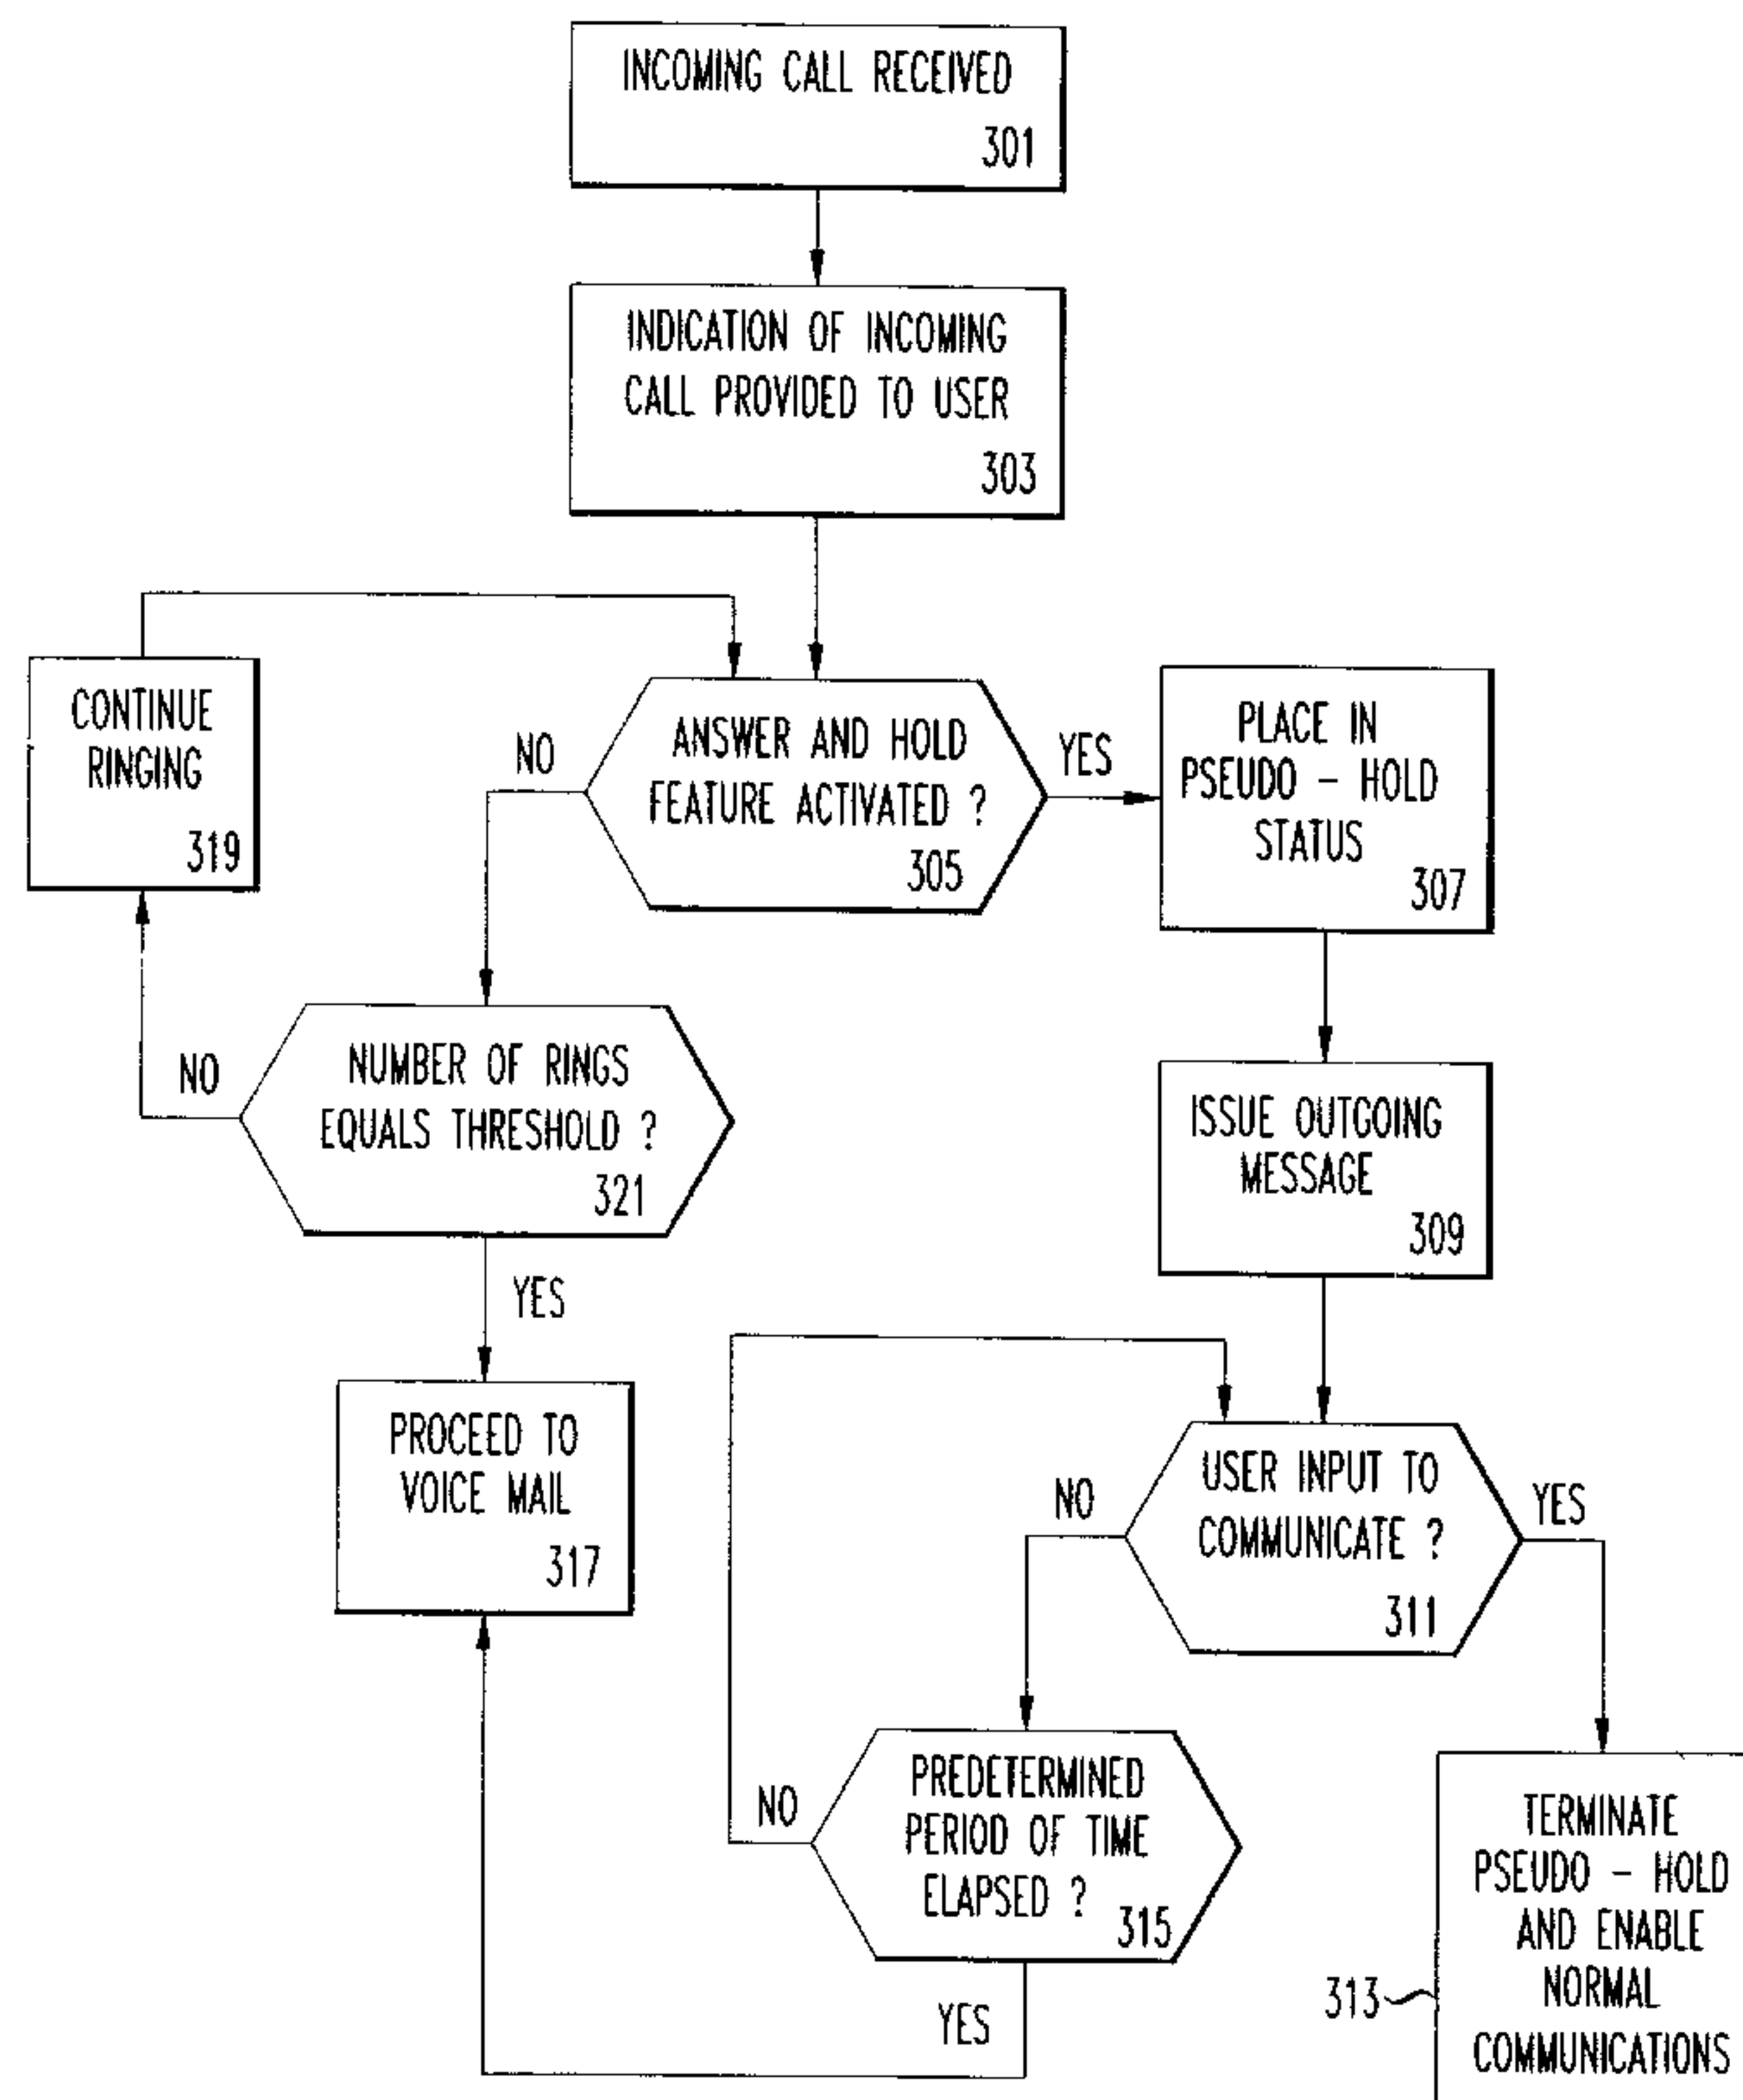 INCOMING CALL RECEIVED
301
INDICATION OF INCOMING
CALL PROVIDED TO USER
303
CONTINUE
RINGING
319
NO
ANSWER AND HOLD
FEATURE ACTIVATED ?
305
YES
PLACE IN
PSEUDO - HOLD
STATUS
307
NO
NUMBER OF RINGS
EQUALS THRESHOLD ?
321
YES
ISSUE OUTGOING
MESSAGE
309
PROCEED TO
VOICE MAIL
317
NO
USER INPUT TO
COMMUNICATE ?
311
YES
NO
PREDETERMINED
PERIOD OF TIME
ELAPSED ?
315
YES
TERMINATE
PSEUDO - HOLD
AND ENABLE
NORMAL
COMMUNICATIONS
313